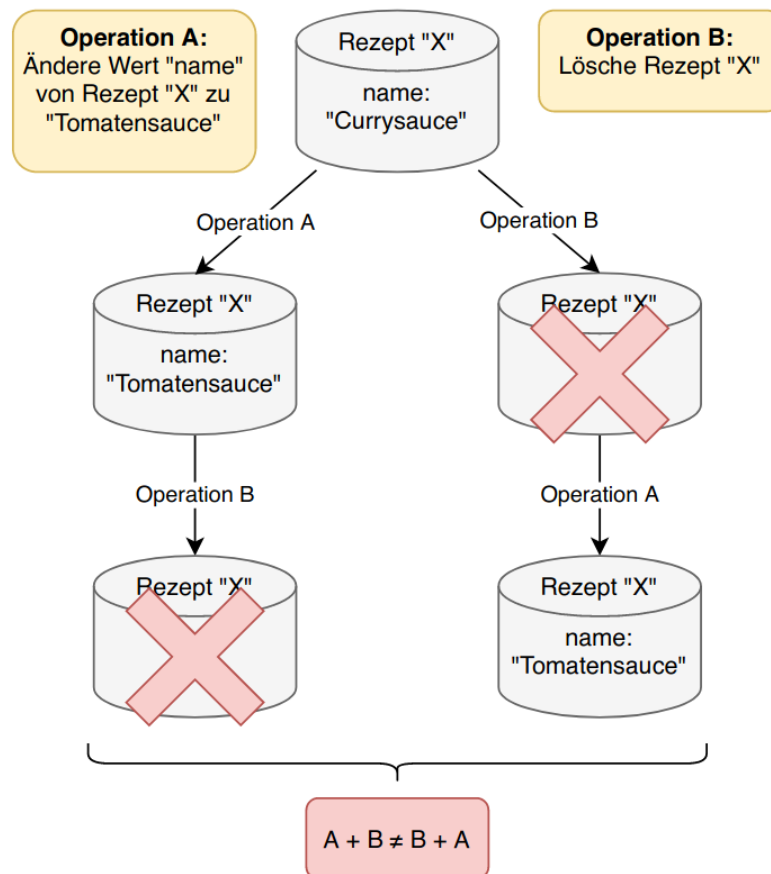 Operation A:
Ändere Wert "name"
von Rezept "X" zu
"Tomatensauce"
Rezept "X"
name:
"Currysauce"
Operation B:
Lösche Rezept "X"
Operation A
Operation B
Rezept "X"
name:
"Tomatensauce"
Rezept "X"
Operation B
Operation A
Rezept "X"
Rezept "X"
name:
"Tomatensauce"
A + B ≠ B + A